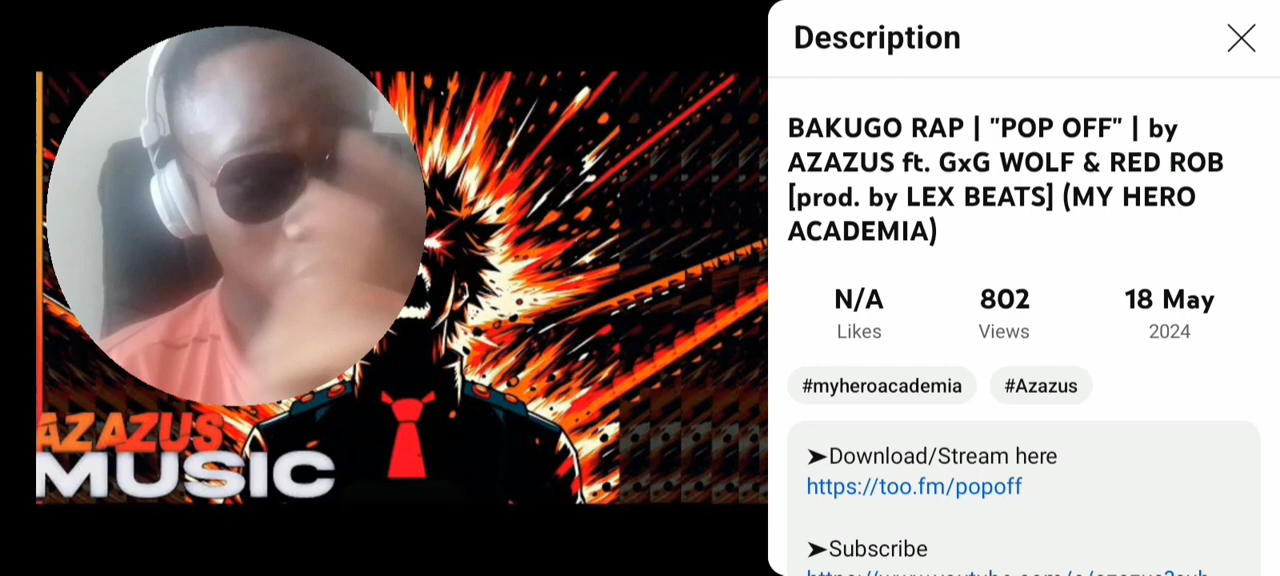 AZAZUS
MUSIC
Description
BAKUGO RAP | "POP OFF" | by
AZAZUS ft. GxG WOLF & RED ROB
[prod. by LEX BEATS] (MY HERO
ACADEMIA)
N/A 802 18 May
Likes Views 2024
#myheroacademia #Azazus
➤Download/Stream here
https://too.fm/popoff
➤Subscribe